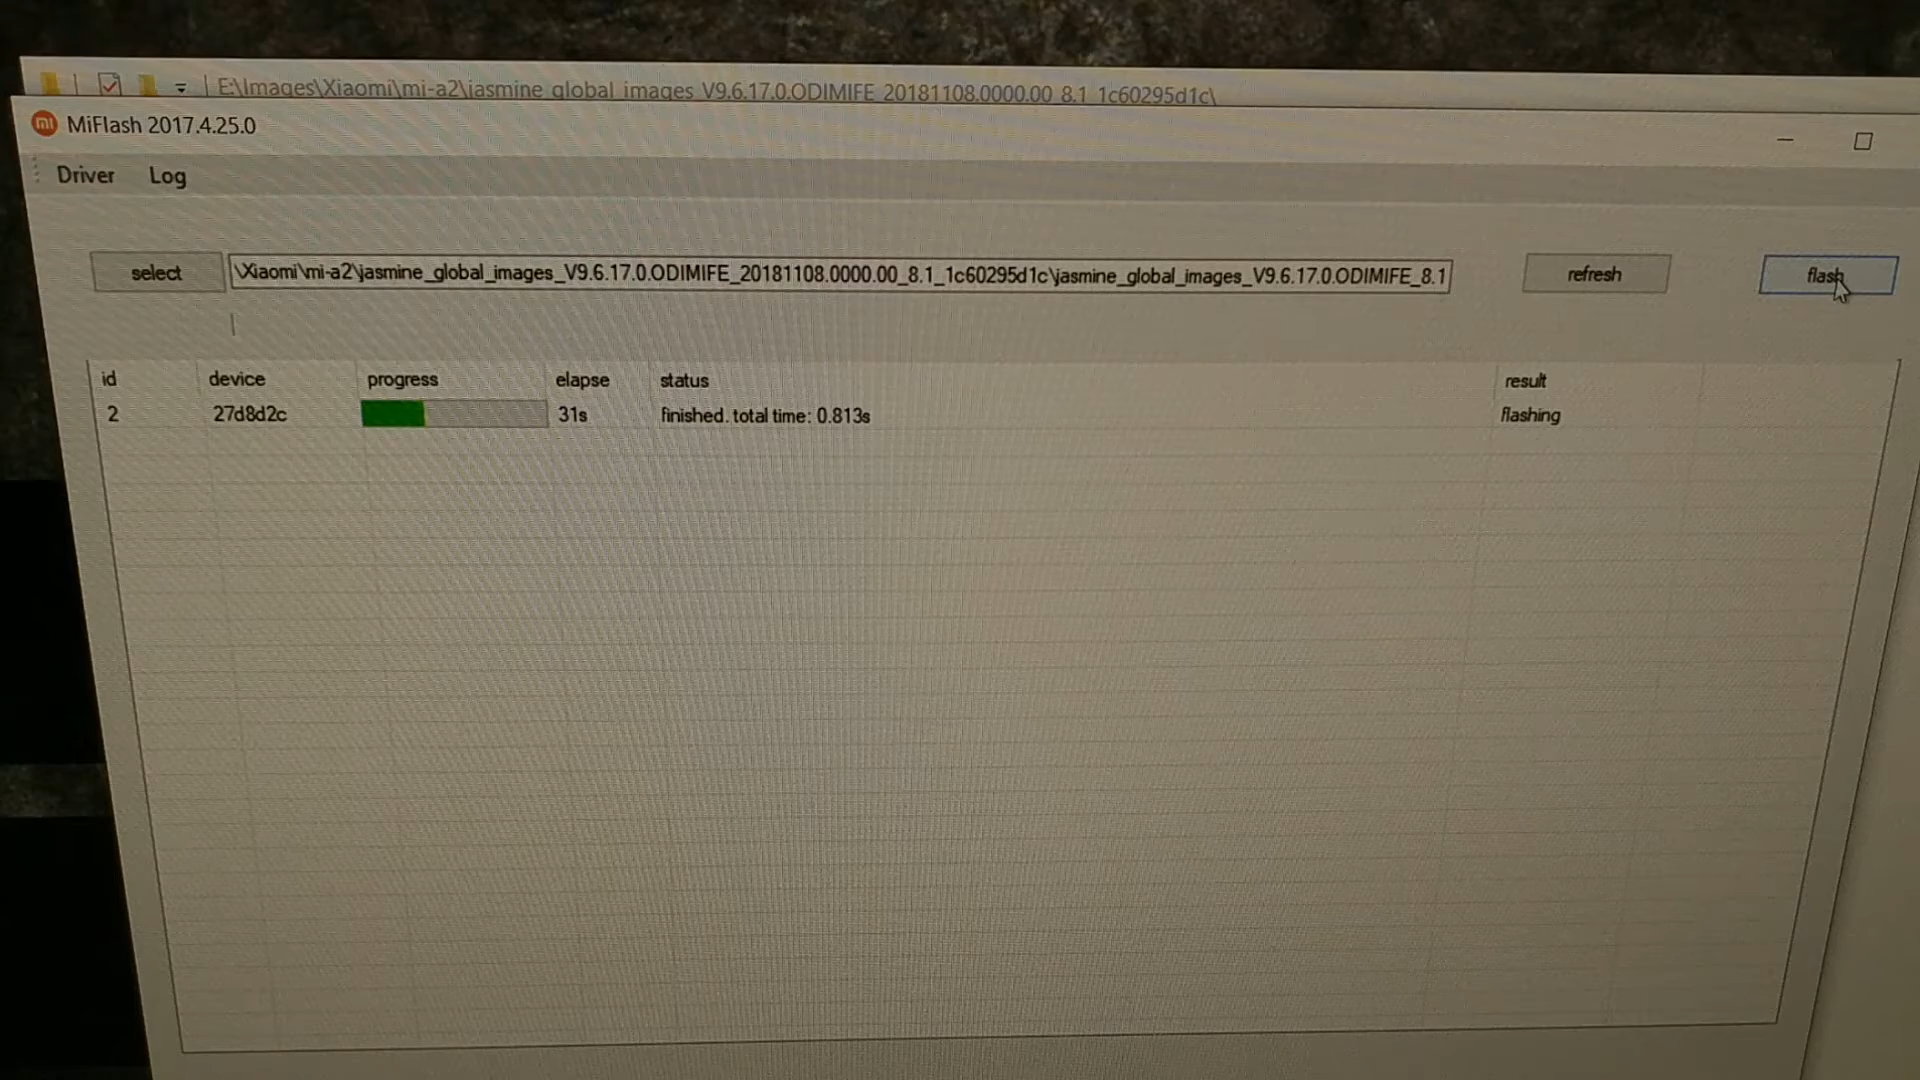 E:\Images\Xiaomi\mi-a2\jasmine_global_images_V9.6.17.0.ODIMIFE_20181108.0000.00_8.1_1c60295d1c\
MiFlash 2017.4.25.0
Driver Log
select \Xiaomi\mi-a2\jasmine_global_images_V9.6.17.0.ODIMIFE_20181108.0000.00_8.1_1c60295d1c\jasmine_global_images_V9.6.17.0.ODIMIFE_8.1 refresh flash
id device progress elapse status result
2 27d8d2c 31s finished. total time: 0.813s flashing